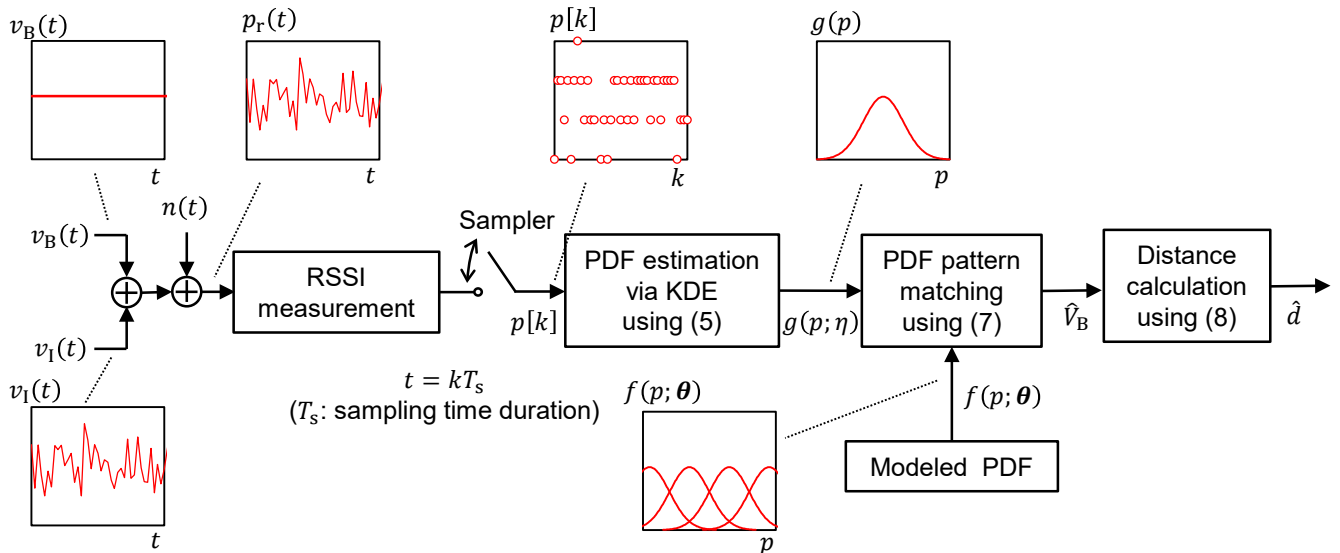 v_B(t)
t
p_r(t)
t
p[k]
k
g(p)
p
v_B(t)
n(t)
v_I(t)
RSSI
measurement
Sampler
p[k]
t = kT_s
(T_s: sampling time duration)
PDF estimation
via KDE
using (5)
g(p; η)
PDF pattern
matching
using (7)
V̂_B
Distance
calculation
using (8)
d̂
v_I(t)
t
f(p; θ)
p
f(p; θ)
Modeled PDF